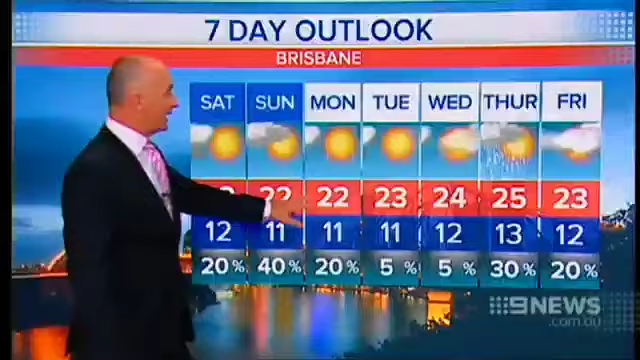 7 DAY OUTLOOK
BRISBANE
SAT SUN MON TUE WED THUR FRI
22 22 23 24 25 23
12 11 11 11 12 13 12
20% 40% 20% 5% 5% 30% 20%
9NEWS
.com.au